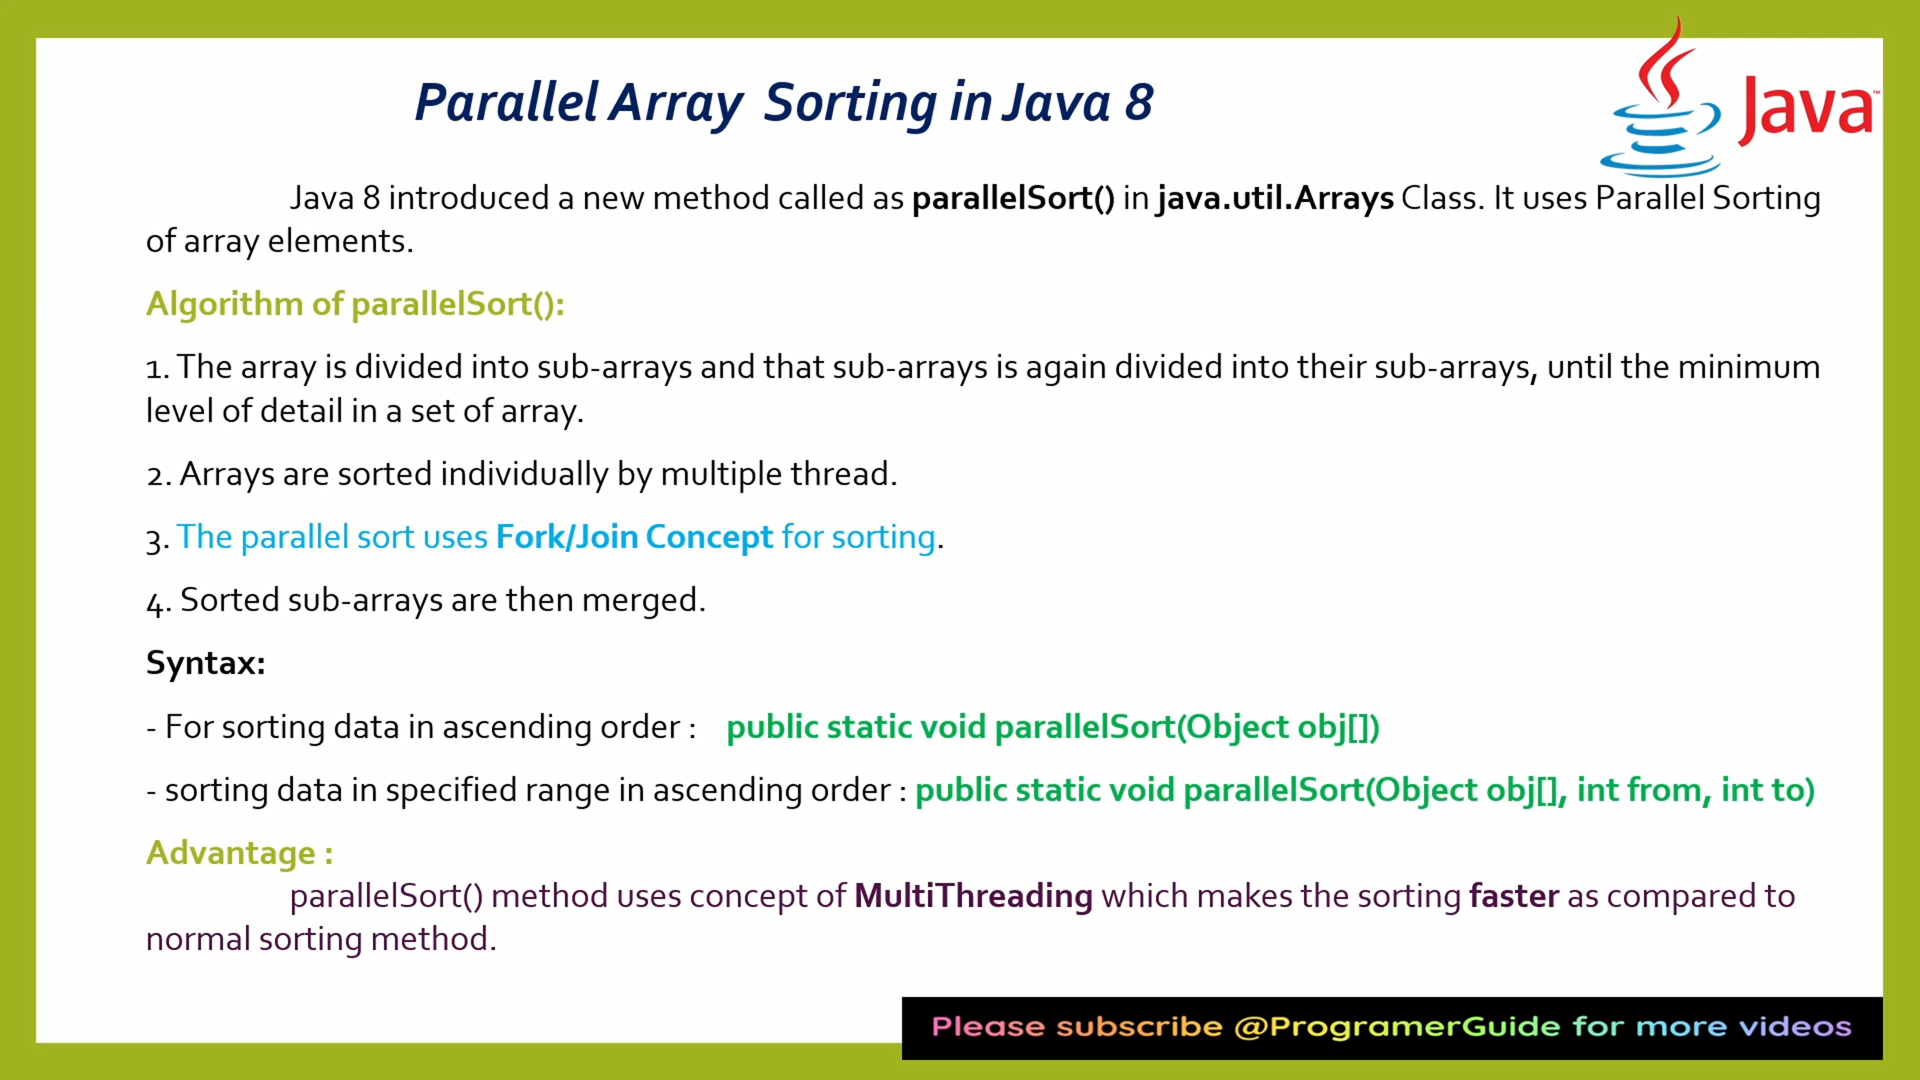 Parallel Array  Sorting in Java 8
Java™
Java 8 introduced a new method called as parallelSort() in java.util.Arrays Class. It uses Parallel Sorting
of array elements.
Algorithm of parallelSort():
1. The array is divided into sub-arrays and that sub-arrays is again divided into their sub-arrays, until the minimum
level of detail in a set of array.
2. Arrays are sorted individually by multiple thread.
3. The parallel sort uses Fork/Join Concept for sorting.
4. Sorted sub-arrays are then merged.
Syntax:
- For sorting data in ascending order :   public static void parallelSort(Object obj[])
- sorting data in specified range in ascending order : public static void parallelSort(Object obj[], int from, int to)
Advantage :
parallelSort() method uses concept of MultiThreading which makes the sorting faster as compared to
normal sorting method.
Please subscribe @ProgramerGuide for more videos